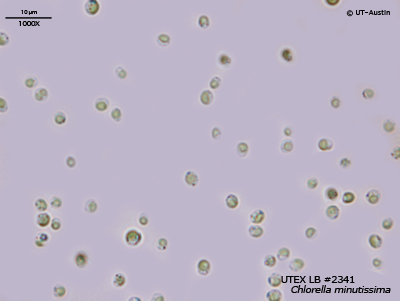 10 µm
1000X
© UT-Austin
UTEX LB #2341
Chlorella minutissima